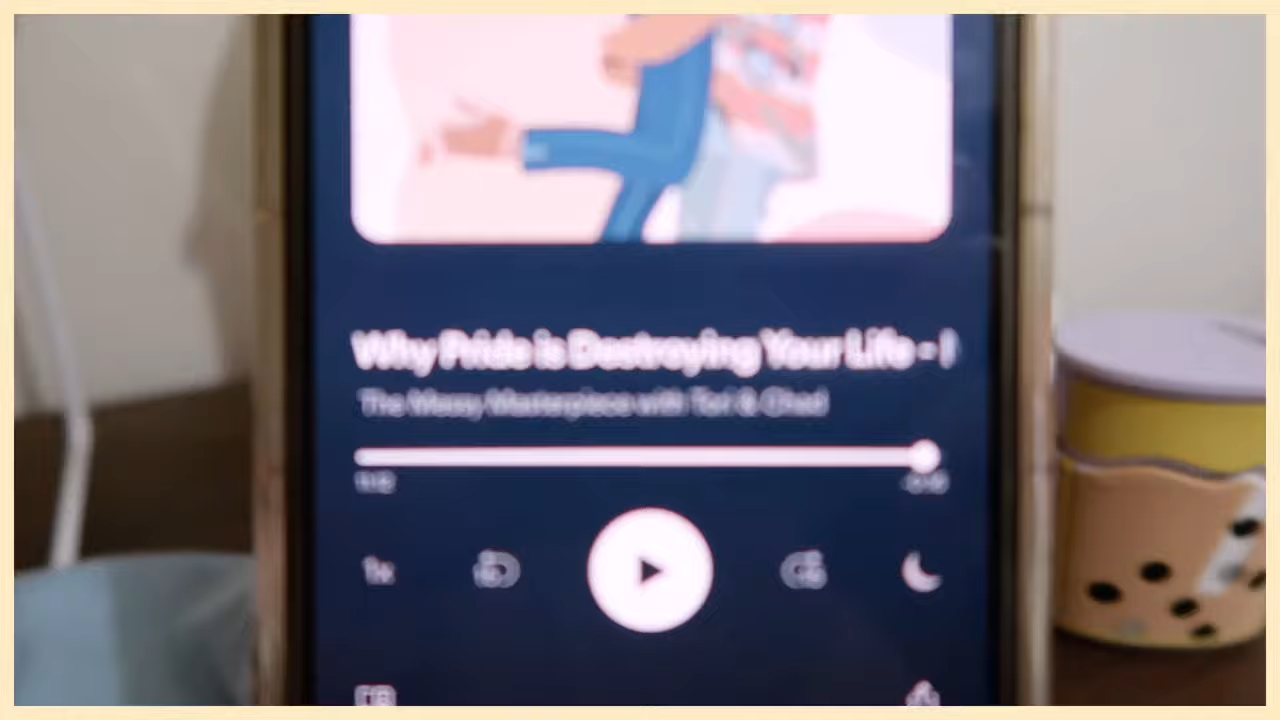 Why Pride is Destroying Your Life -
The Messy Masterpiece with Tori & Chad
1x